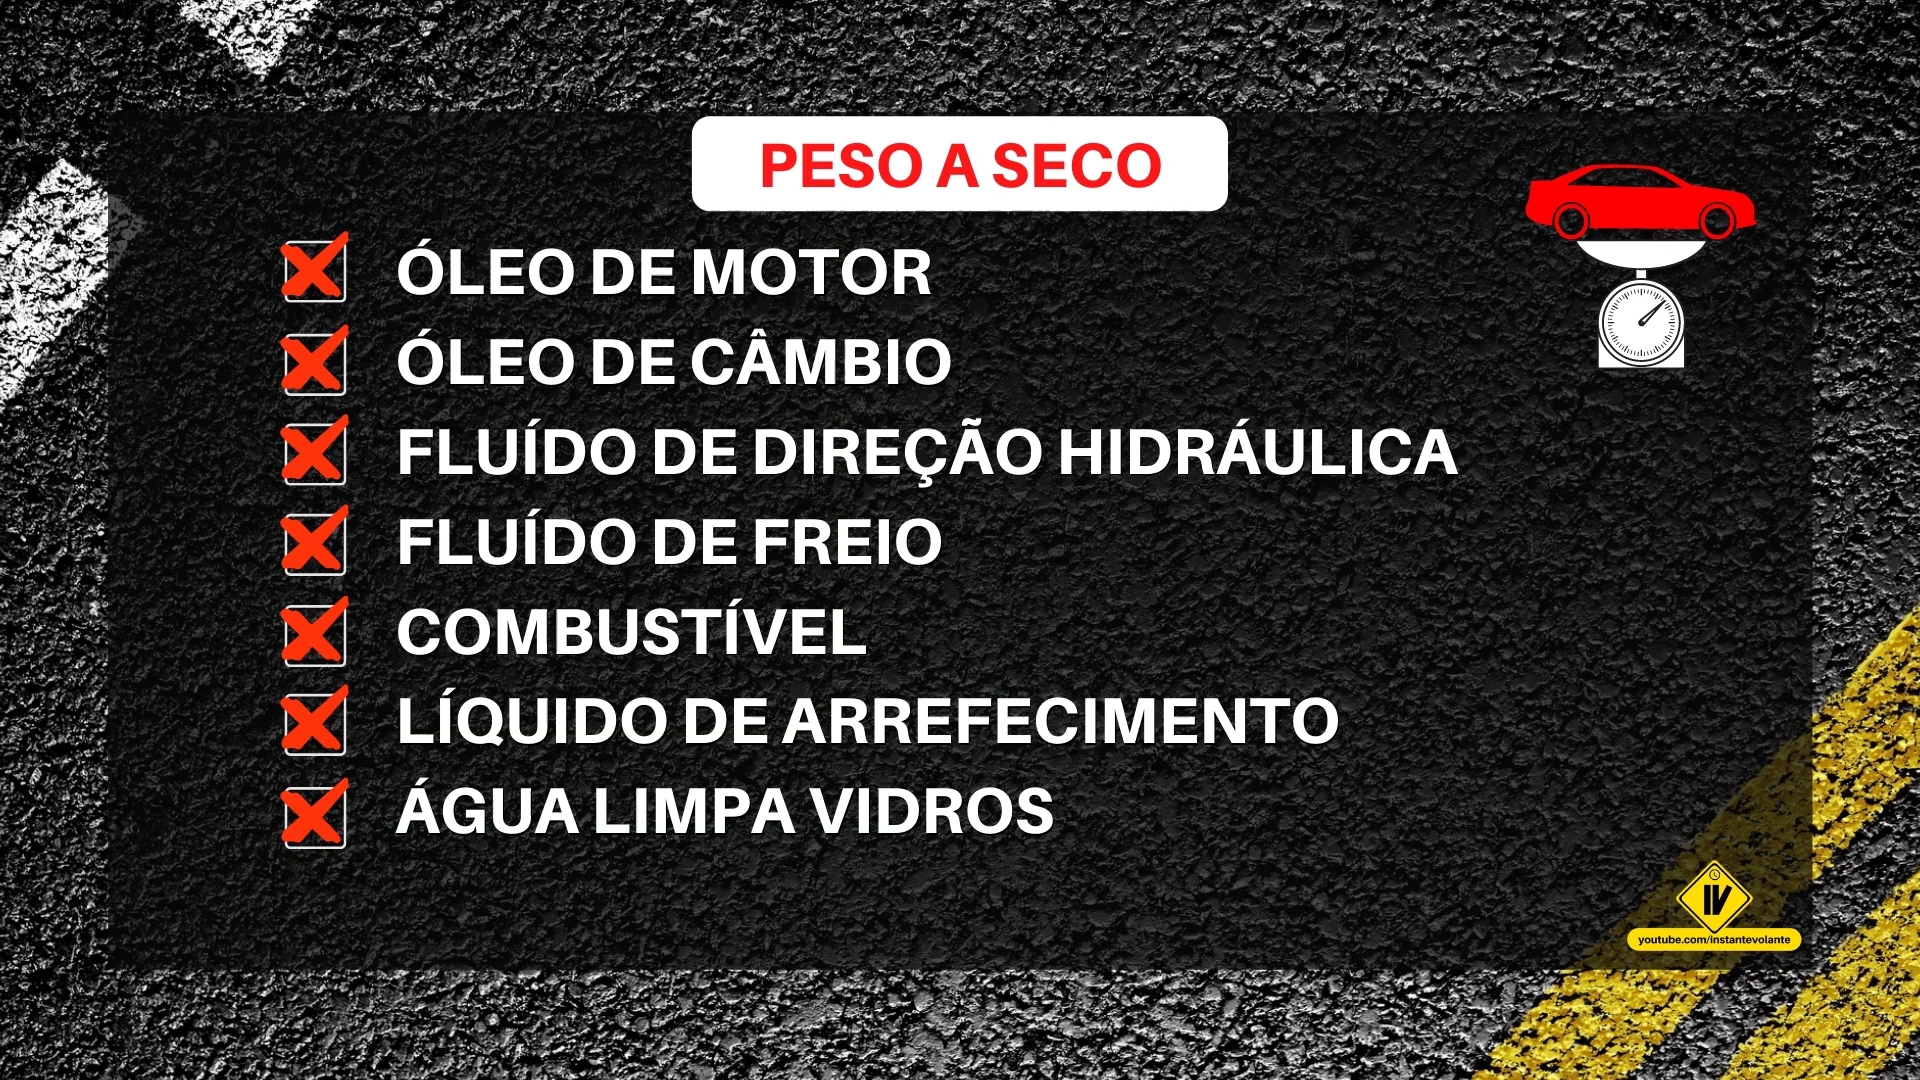 PESO A SECO
ÓLEO DE MOTOR
ÓLEO DE CÂMBIO
FLUÍDO DE DIREÇÃO HIDRÁULICA
FLUÍDO DE FREIO
COMBUSTÍVEL
LÍQUIDO DE ARREFECIMENTO
ÁGUA LIMPA VIDROS
IV
youtube.com/instantevolante